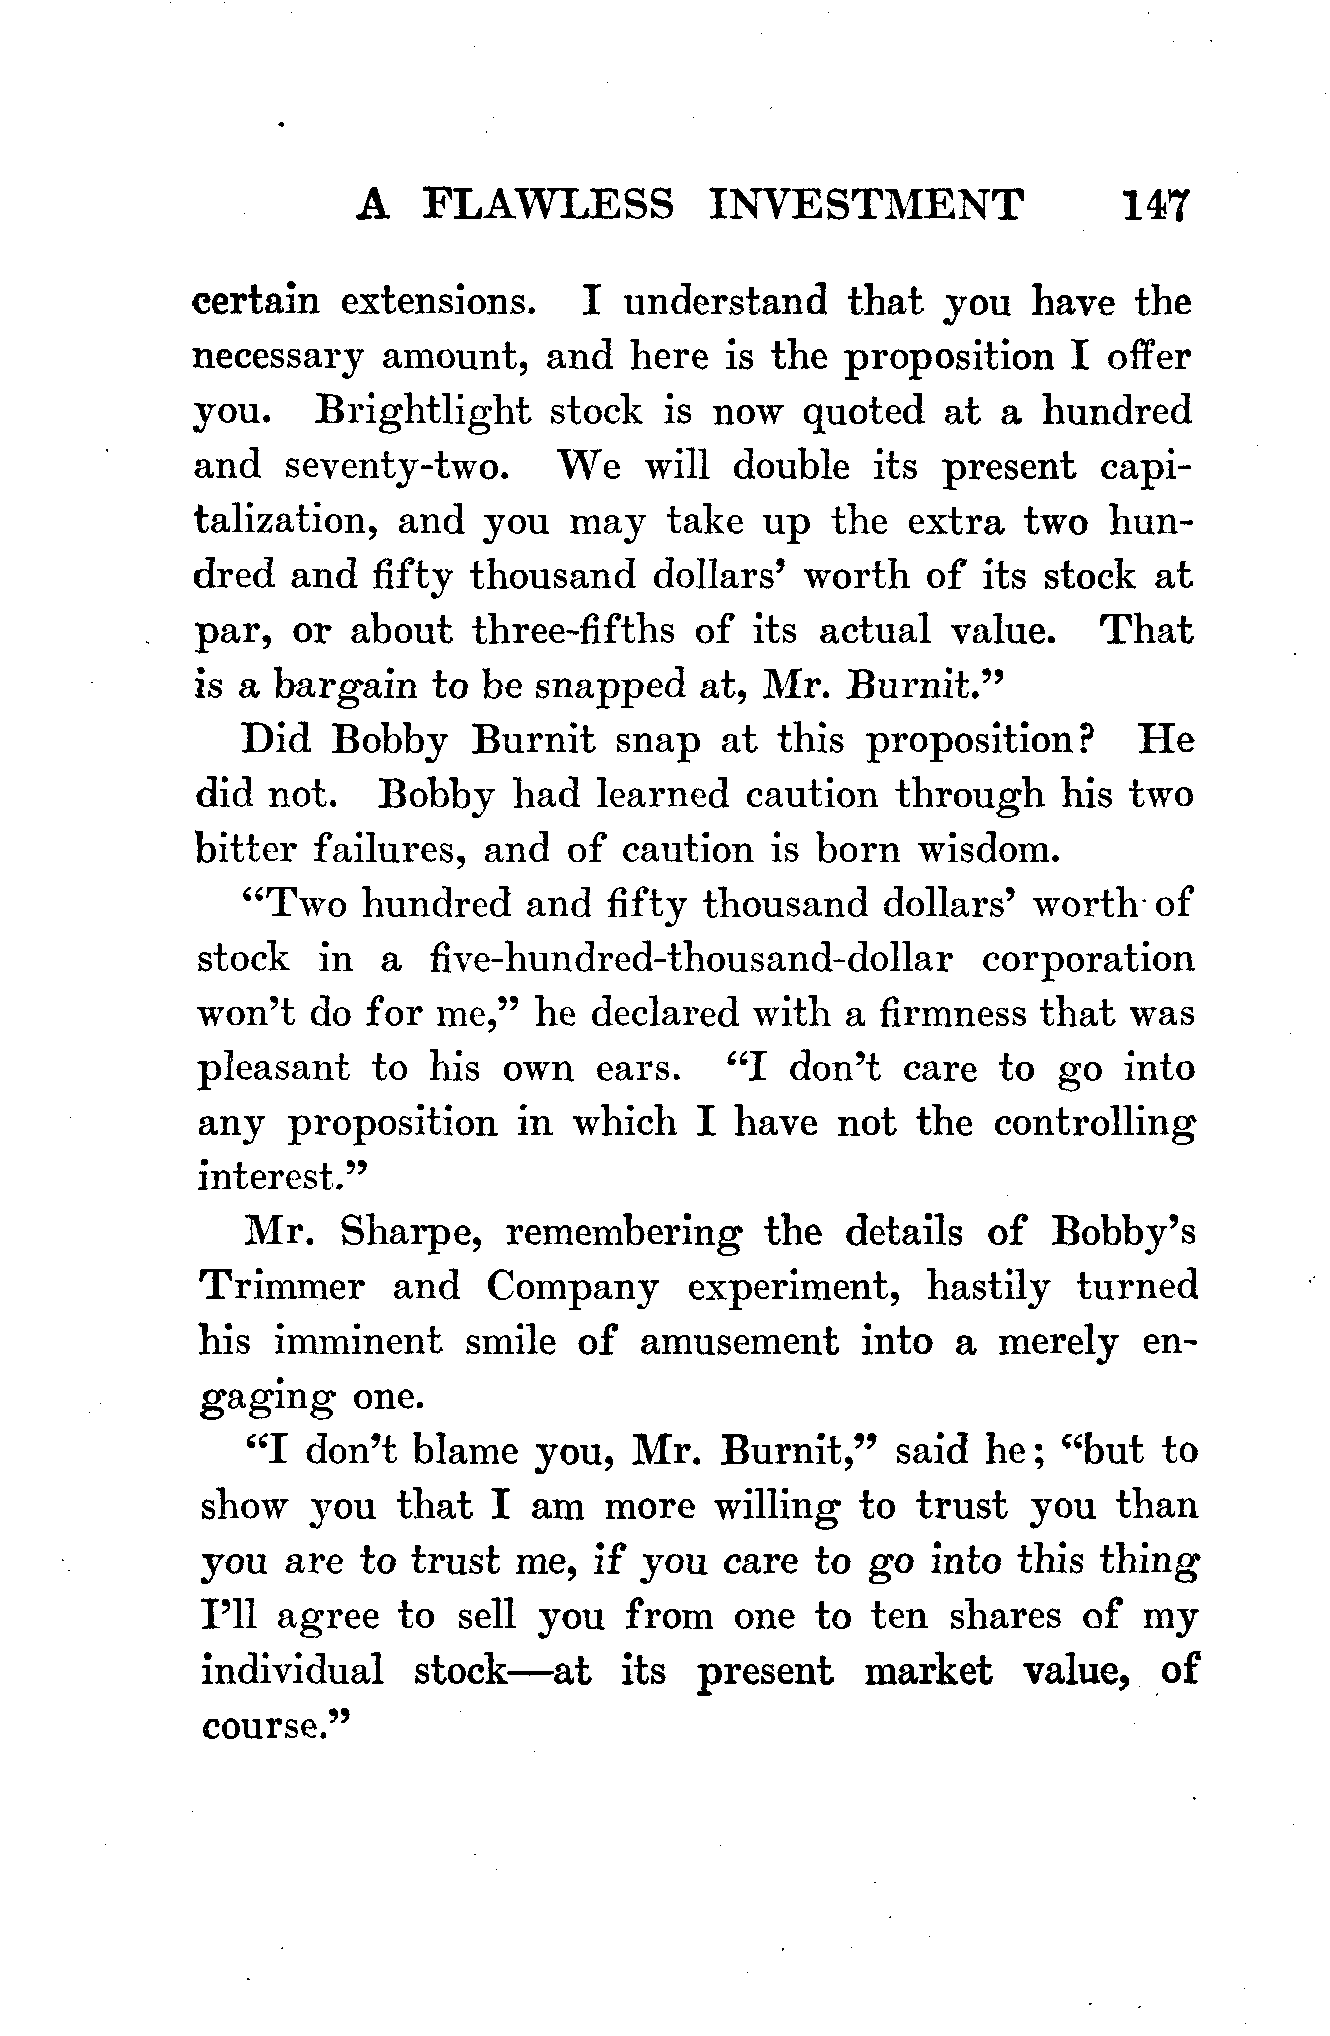 A FLAWLESS INVESTMENT 147
certain extensions. I understand that you have the
necessary amount, and here is the proposition I offer
you. Brightlight stock is now quoted at a hundred
and seventy-two. We will double its present capi-
talization, and you may take up the extra two hun-
dred and fifty thousand dollars’ worth of its stock at
par, or about three-fifths of its actual value. That
is a bargain to be snapped at, Mr. Burnit.”
Did Bobby Burnit snap at this proposition? He
did not. Bobby had learned caution through his two
bitter failures, and of caution is born wisdom.
“Two hundred and fifty thousand dollars’ worth of
stock in a five-hundred-thousand-dollar corporation
won’t do for me,” he declared with a firmness that was
pleasant to his own ears. “I don’t care to go into
any proposition in which I have not the controlling
interest.”
Mr. Sharpe, remembering the details of Bobby’s
Trimmer and Company experiment, hastily turned
his imminent smile of amusement into a merely en-
gaging one.
“I don’t blame you, Mr. Burnit,” said he; “but to
show you that I am more willing to trust you than
you are to trust me, if you care to go into this thing
I’ll agree to sell you from one to ten shares of my
individual stock—at its present market value, of
course.”